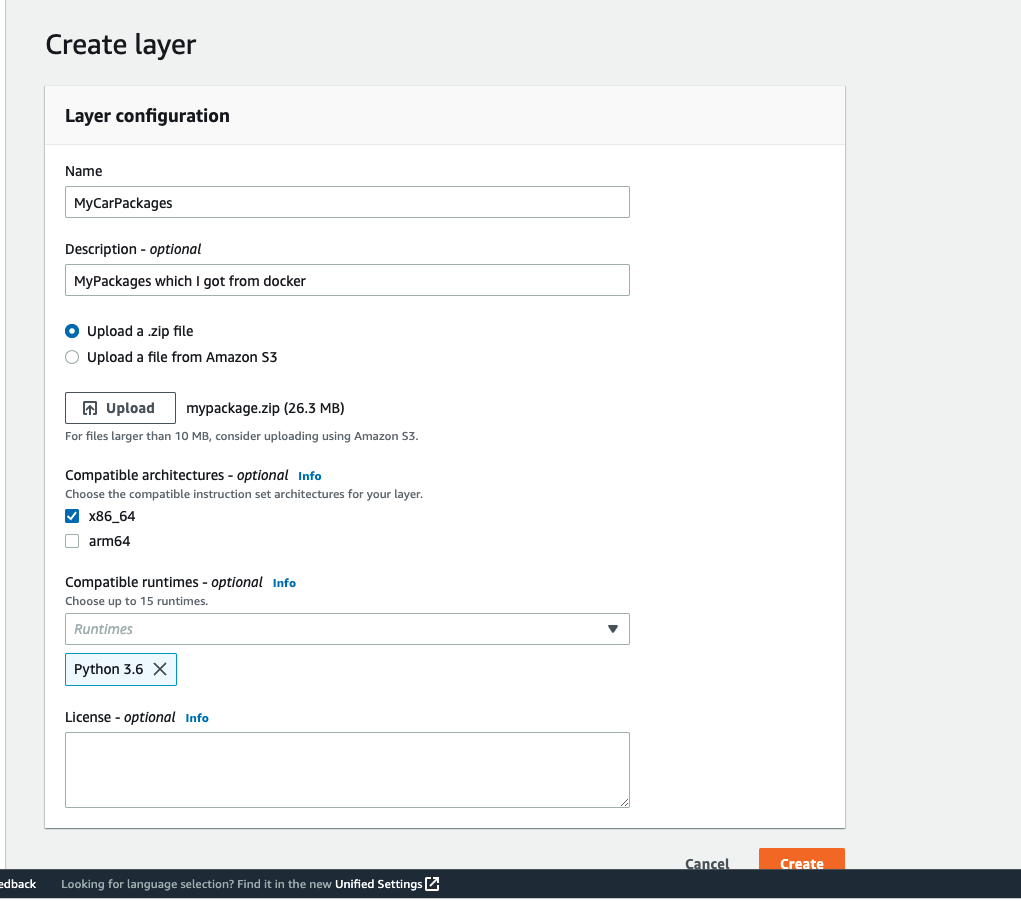 Create layer
Layer configuration
Name
MyCarPackages
Description - optional
MyPackages which I got from docker
Upload a .zip file
Upload a file from Amazon S3
Upload mypackage.zip (26.3 MB)
For files larger than 10 MB, consider uploading using Amazon S3.
Compatible architectures - optional Info
Choose the compatible instruction set architectures for your layer.
x86_64
arm64
Compatible runtimes - optional Info
Choose up to 15 runtimes.
Runtimes
Python 3.6
License - optional Info
Cancel Create
edback Looking for language selection? Find it in the new Unified Settings